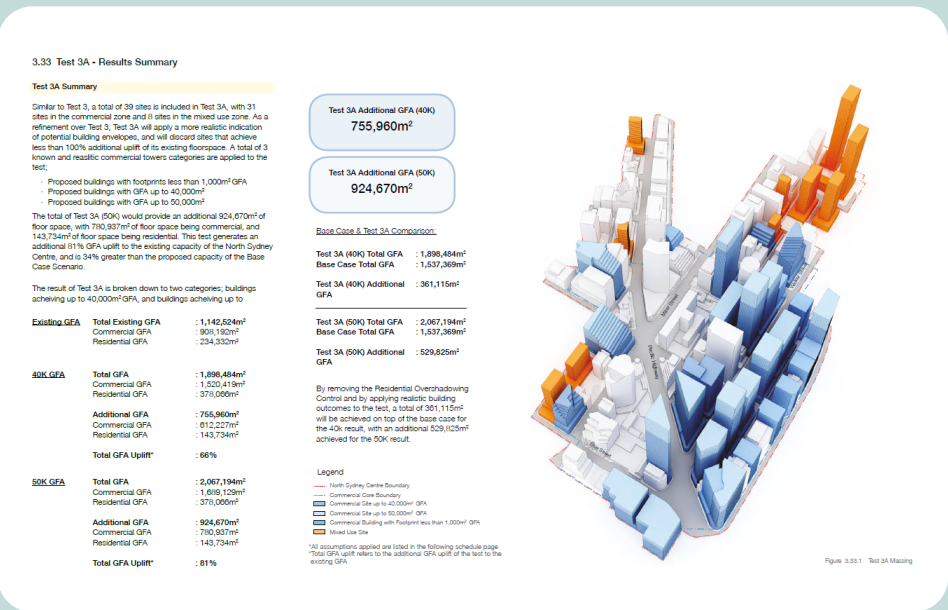 3.33 Test 3A - Results Summary
Test 3A Summary
Similar to Test 3, a total of 39 sites is included in Test 3A, with 31
sites in the commercial zone and 8 sites in the mixed use zone. As a
refinement over Test 3, Test 3A will apply a more realistic indication
of potential building envelopes, and will discard sites that achieve
less than 100% additional uplift of its existing floorspace. A total of 3
known and reaslitic commercial towers categories are applied to the
test;
· Proposed buildings with footprints less than 1,000m² GFA
· Proposed buildings with GFA up to 40,000m²
· Proposed buildings with GFA up to 50,000m²
The total of Test 3A (50K) would provide an additional 924,670m² of
floor space, with 780,937m² of floor space being commercial, and
143,734m² of floor space being residential. This test generates an
additional 81% GFA uplift to the existing capacity of the North Sydney
Centre, and is 34% greater than the proposed capacity of the Base
Case Scenario.
The result of Test 3A is broken down to two categories; buildings
acheiving up to 40,000m² GFA, and buildings acheiving up to
Existing GFA Total Existing GFA : 1,142,524m²
Commercial GFA : 908,192m²
Residential GFA : 234,332m²
40K GFA Total GFA : 1,898,484m²
Commercial GFA : 1,520,419m²
Residential GFA : 378,066m²
Additional GFA : 755,960m²
Commercial GFA : 612,227m²
Residential GFA : 143,734m²
Total GFA Uplift* : 66%
50K GFA Total GFA : 2,067,194m²
Commercial GFA : 1,689,129m²
Residential GFA : 378,066m²
Additional GFA : 924,670m²
Commercial GFA : 780,937m²
Residential GFA : 143,734m²
Total GFA Uplift* : 81%
Test 3A Additional GFA (40K)
755,960m²
Test 3A Additional GFA (50K)
924,670m²
Base Case & Test 3A Comparison:
Test 3A (40K) Total GFA : 1,898,484m²
Base Case Total GFA : 1,537,369m²
Test 3A (40K) Additional : 361,115m²
GFA
Test 3A (50K) Total GFA : 2,067,194m²
Base Case Total GFA : 1,537,369m²
Test 3A (50K) Additional : 529,825m²
GFA
By removing the Residential Overshadowing
Control and by applying realistic building
outcomes to the test, a total of 361,115m²
will be achieved on top of the base case for
the 40k result, with an additional 529,825m²
achieved for the 50K result.
Legend
North Sydney Centre Boundary
Commercial Core Boundary
Commercial Site up to 40,000m² GFA
Commercial Site up to 50,000m² GFA
Commercial Building with Footprint less than 1,000m² GFA
Mixed Use Site
*All assumptions applied are listed in the following schedule page
*Total GFA uplift refers to the additional GFA uplift of the test to the
existing GFA
Miller Street
Pacific Highway
Blue Street
Walker Street
Figure 3.33.1 Test 3A Massing